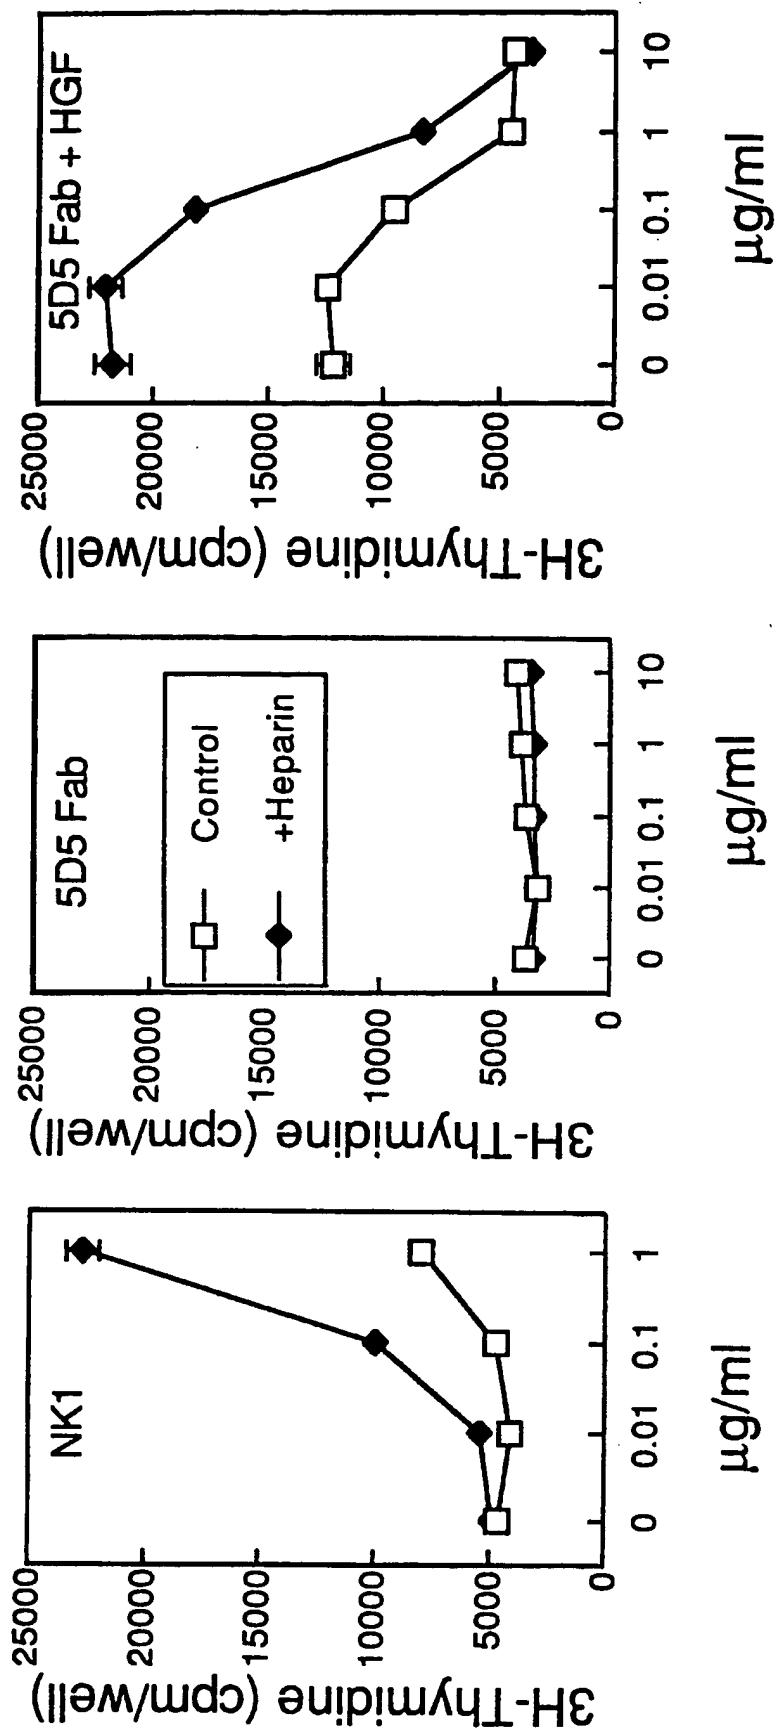 NK1
3H-Thymidine (cpm/well)
25000
20000
15000
10000
5000
0
0 0.01 0.1 1
µg/ml
5D5 Fab
3H-Thymidine (cpm/well)
25000
20000
15000
10000
5000
0
Control
+Heparin
0 0.01 0.1 1 10
µg/ml
5D5 Fab + HGF
3H-Thymidine (cpm/well)
25000
20000
15000
10000
5000
0
0 0.01 0.1 1 10
µg/ml